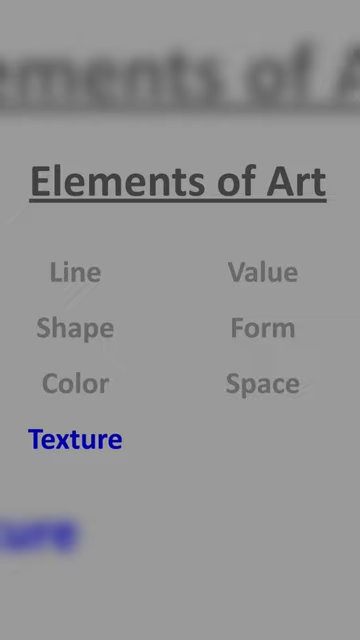 Elements of Art
Line
Value
Shape
Form
Color
Space
Texture